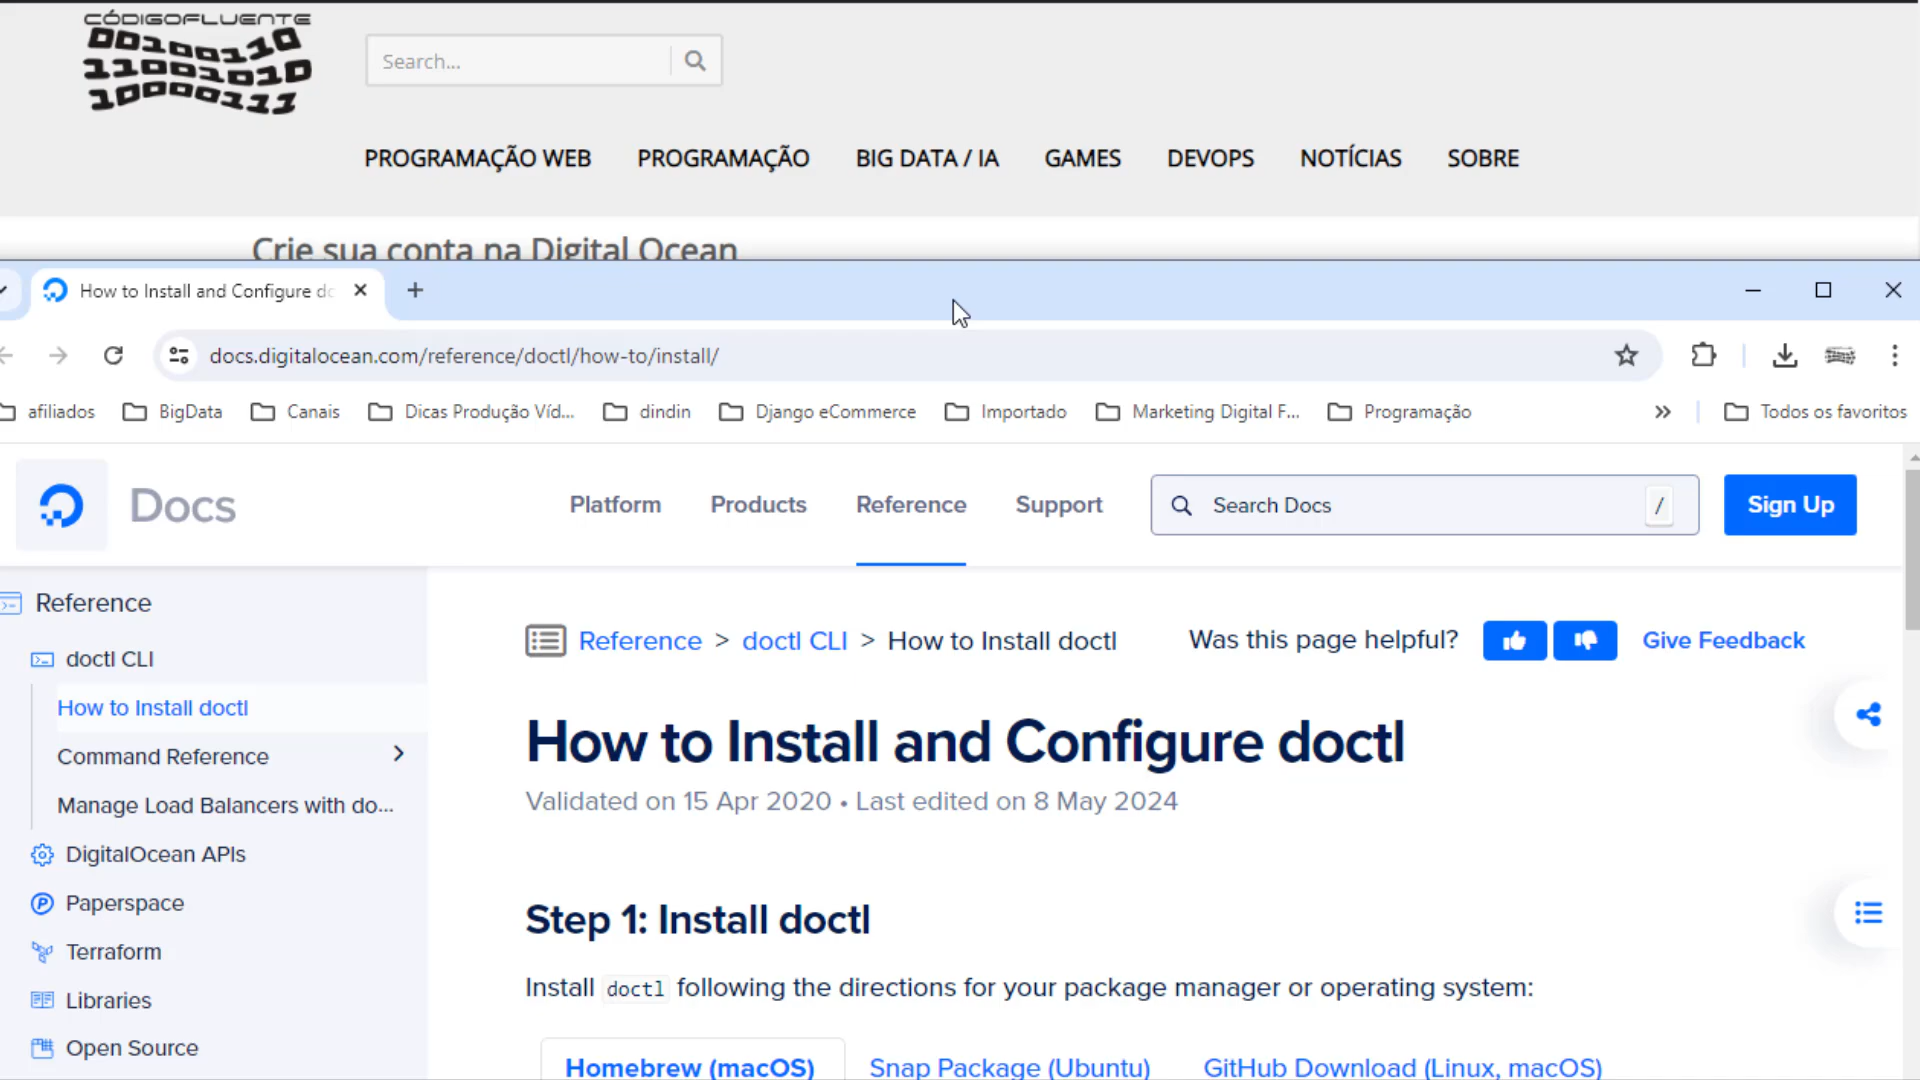 CÓDIGOFLUENTE
00100110
11001010
10000111
Search...
PROGRAMAÇÃO WEB PROGRAMAÇÃO BIG DATA / IA GAMES DEVOPS NOTÍCIAS SOBRE
Crie sua conta na Digital Ocean
How to Install and Configure do
docs.digitalocean.com/reference/doctl/how-to/install/
afiliados BigData Canais Dicas Produção Víd... dindin Django eCommerce Importado Marketing Digital F... Programação » Todos os favoritos
Docs Platform Products Reference Support Search Docs / Sign Up
Reference
doctl CLI
How to Install doctl
Command Reference
Manage Load Balancers with do...
DigitalOcean APIs
Paperspace
Terraform
Libraries
Open Source
Reference > doctl CLI > How to Install doctl Was this page helpful? Give Feedback
How to Install and Configure doctl
Validated on 15 Apr 2020 • Last edited on 8 May 2024
Step 1: Install doctl
Install doctl following the directions for your package manager or operating system:
Homebrew (macOS) Snap Package (Ubuntu) GitHub Download (Linux, macOS)